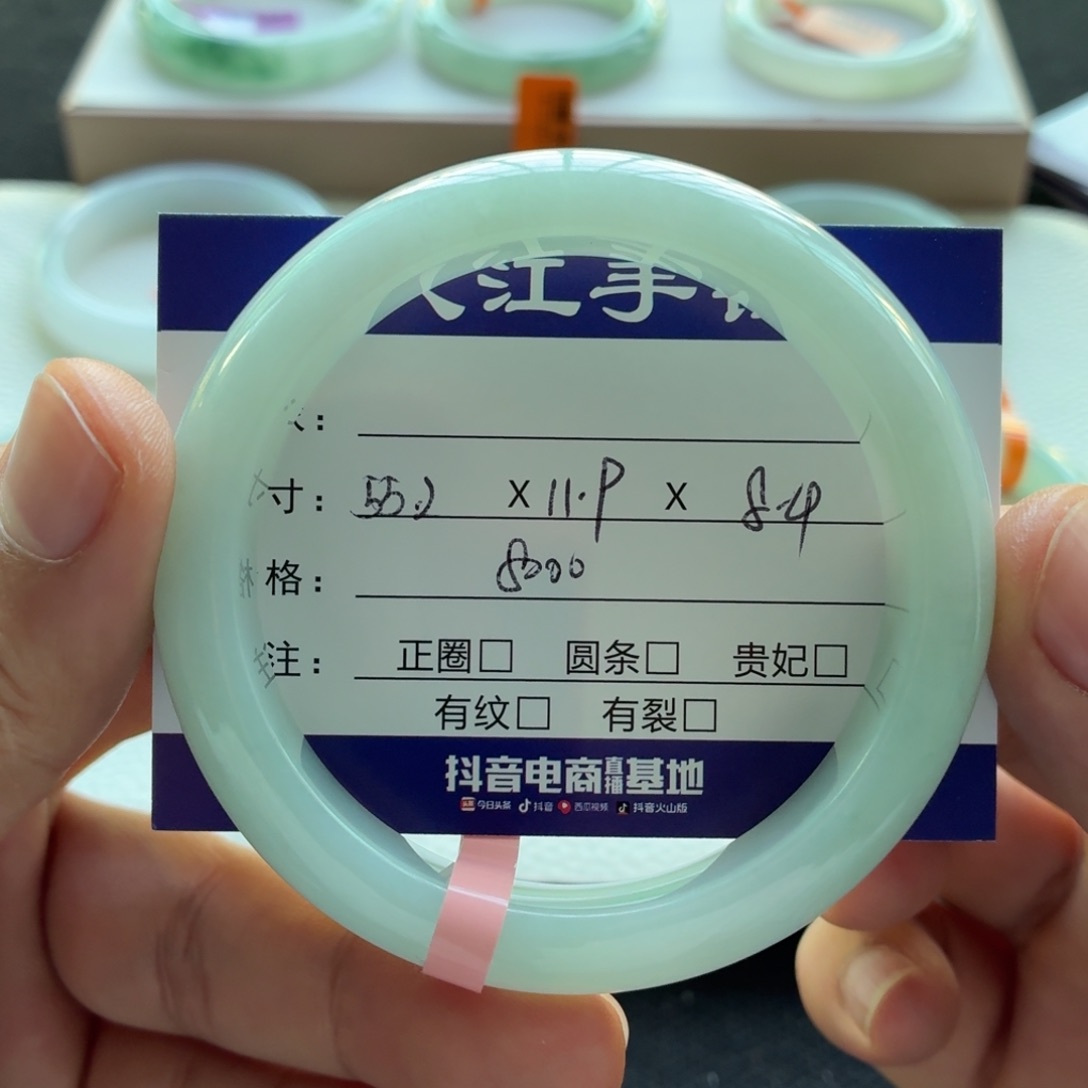 江手
寸： 55.2 X 11.9 X 8.4
格： 8000
注： 正圈□ 圆条□ 贵妃□
有纹□ 有裂□
抖音电商直播基地
今日头条 抖音 西瓜视频 抖音火山版